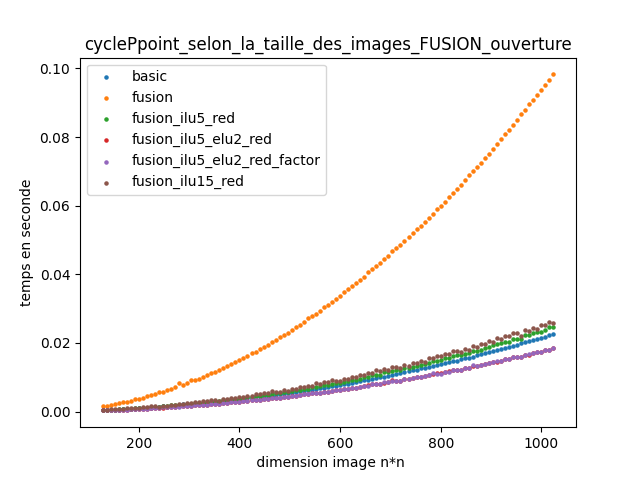 cyclePpoint_selon_la_taille_des_images_FUSION_ouverture
0.10
0.08
0.06
0.04
0.02
0.00
temps en seconde
basic
fusion
fusion_ilu5_red
fusion_ilu5_elu2_red
fusion_ilu5_elu2_red_factor
fusion_ilu15_red
200 400 600 800 1000
dimension image n*n